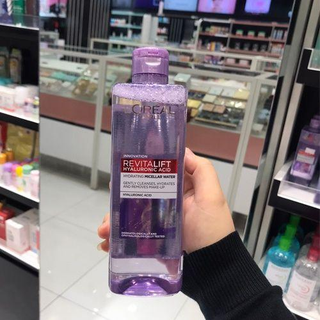 L'ORÉAL
INNOVATION
REVITALIFT
HYALURONIC ACID
HYDRATING MICELLAR WATER
GENTLY CLEANSES, HYDRATES
AND REMOVES MAKE-UP
HYALURONIC ACID